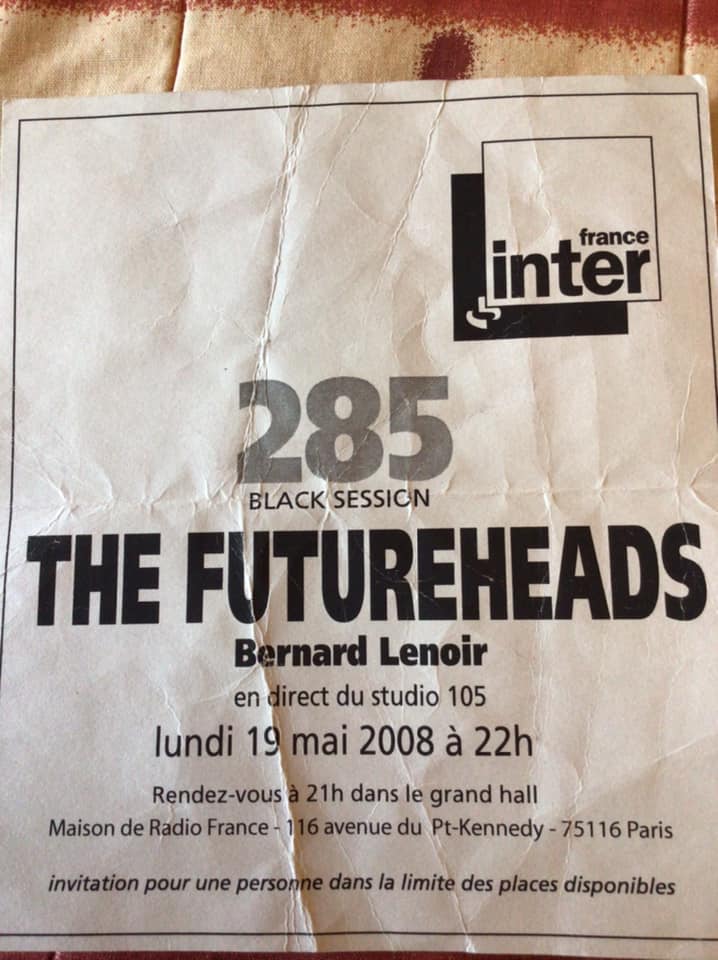 france
inter
285
BLACK SESSION
THE FUTUREHEADS
Bernard Lenoir
en direct du studio 105
lundi 19 mai 2008 à 22h
Rendez-vous à 21h dans le grand hall
Maison de Radio France - 116 avenue du Pt-Kennedy - 75116 Paris
invitation pour une personne dans la limite des places disponibles